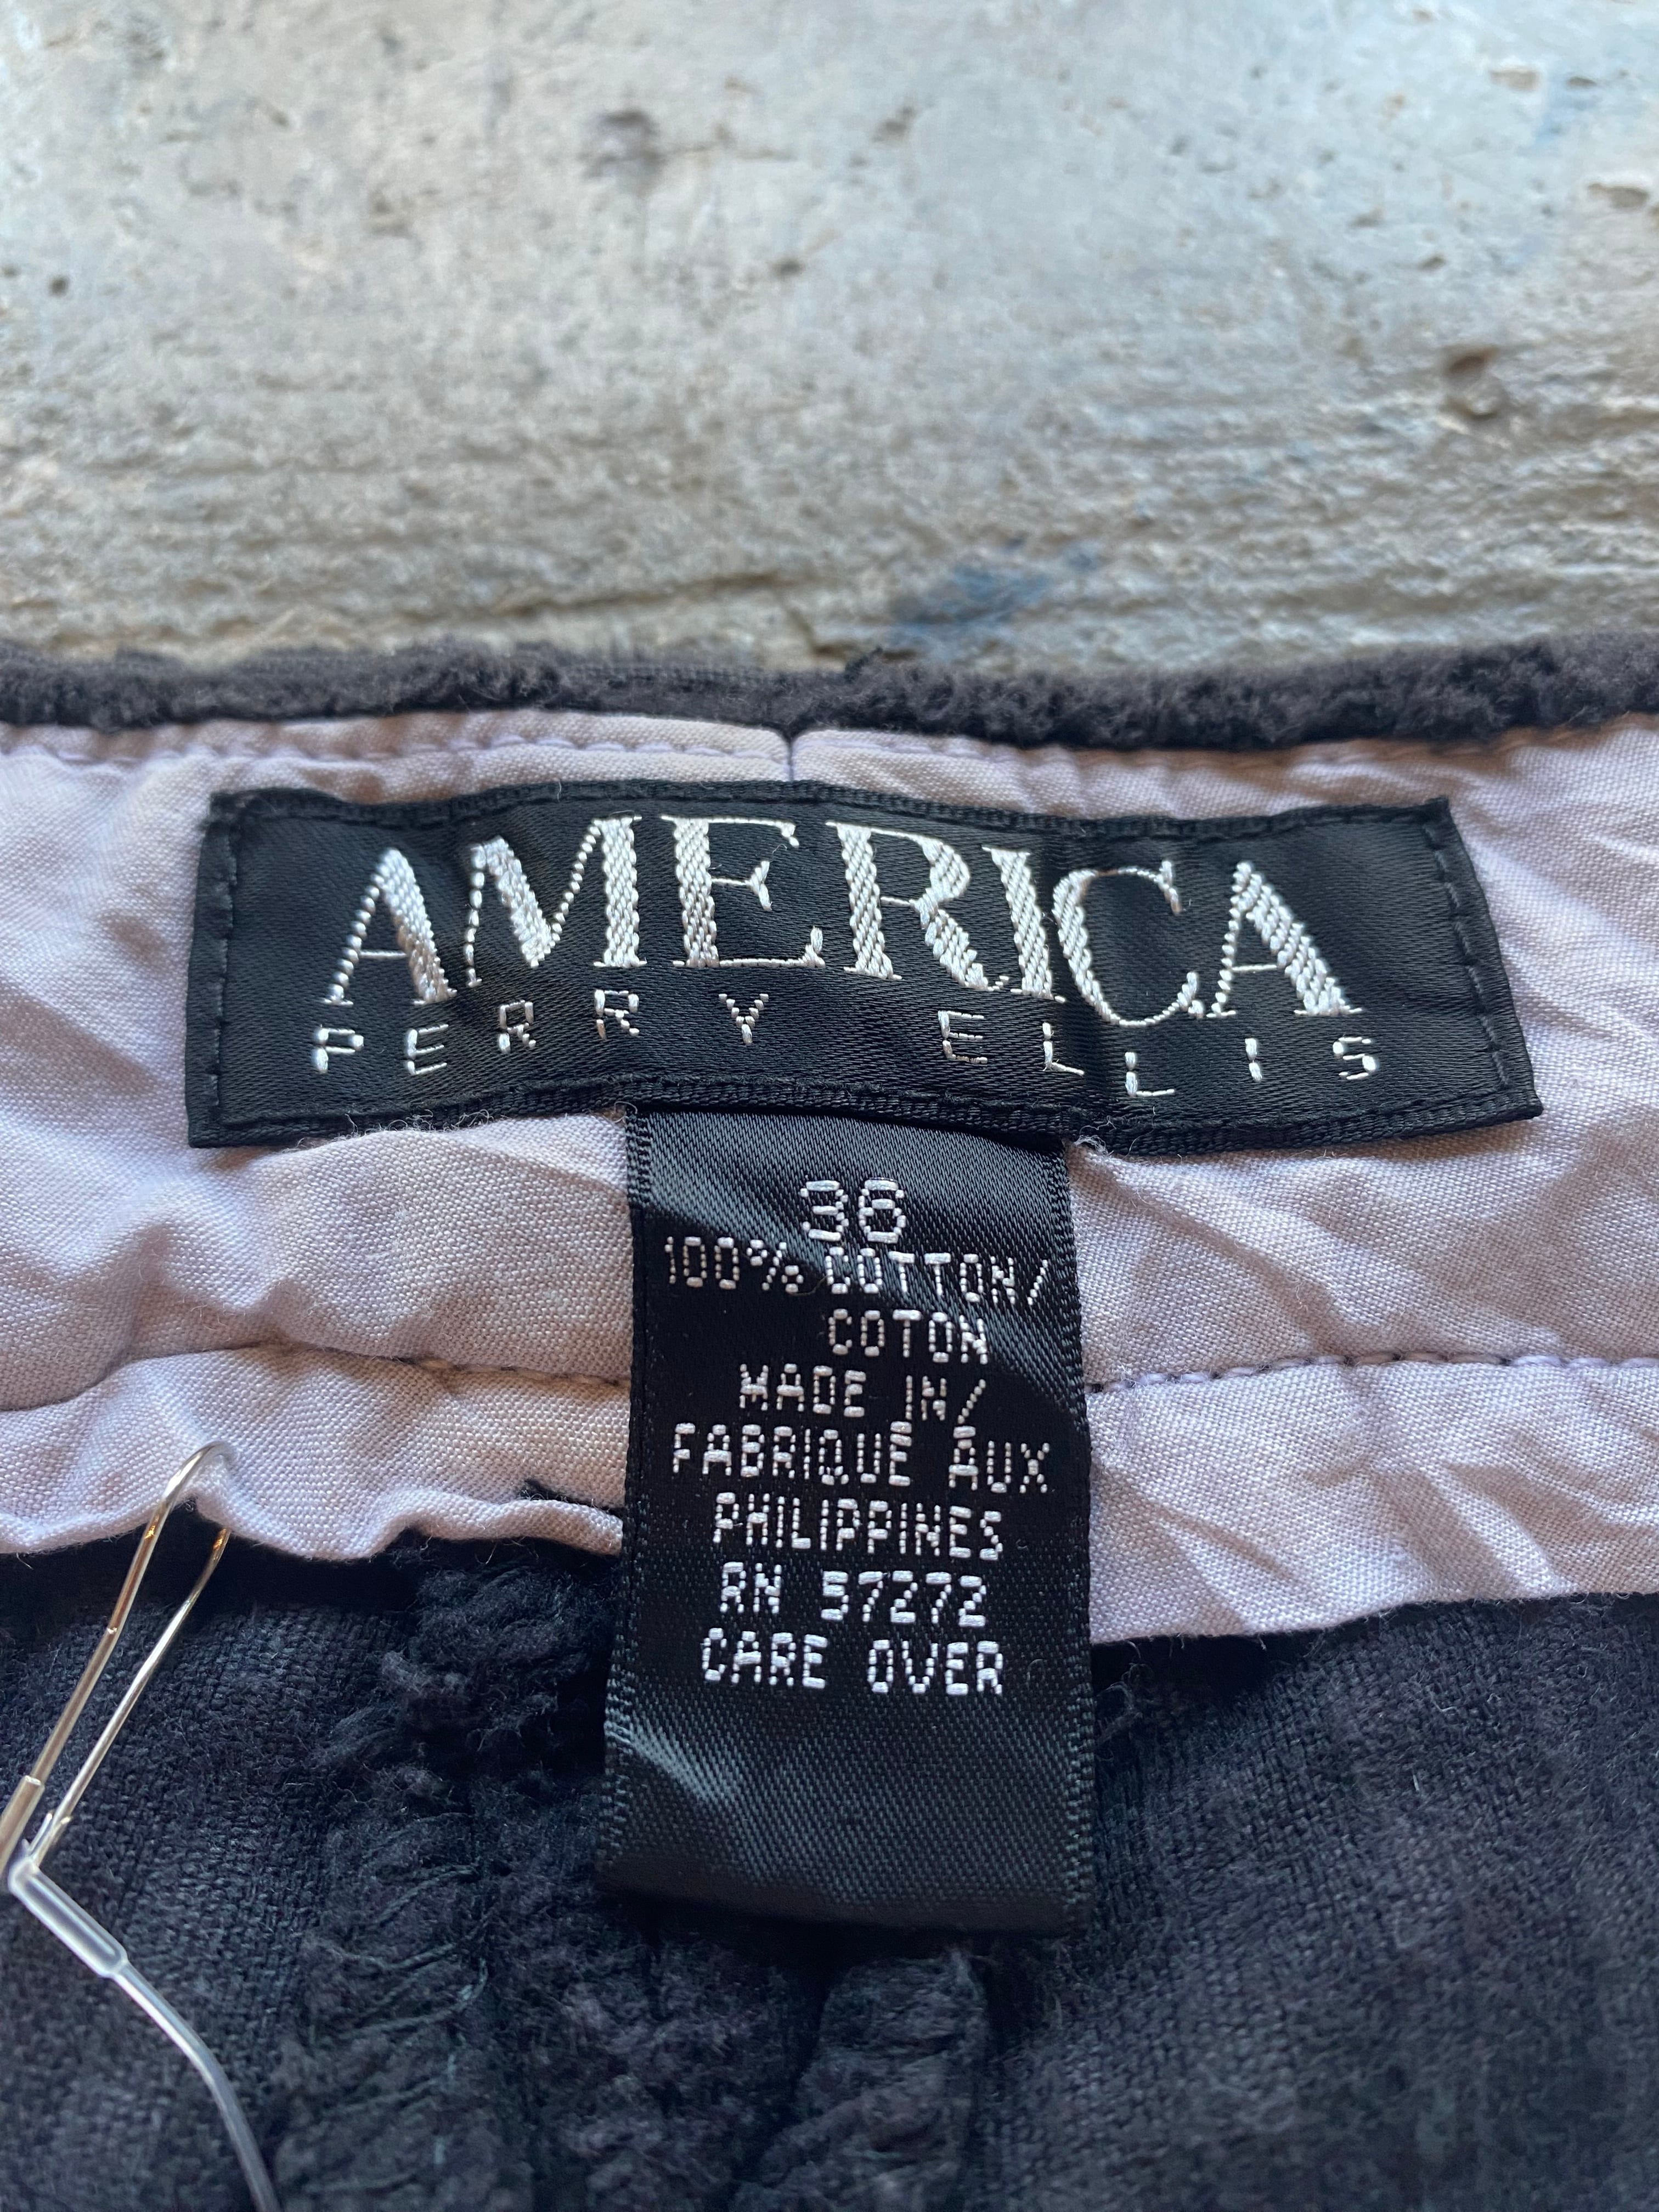 AMERICA
PERRY ELLIS
36
100% COTTON/
COTON
MADE IN/
FABRIQUÉ AUX
PHILIPPINES
RN 57272
CARE OVER